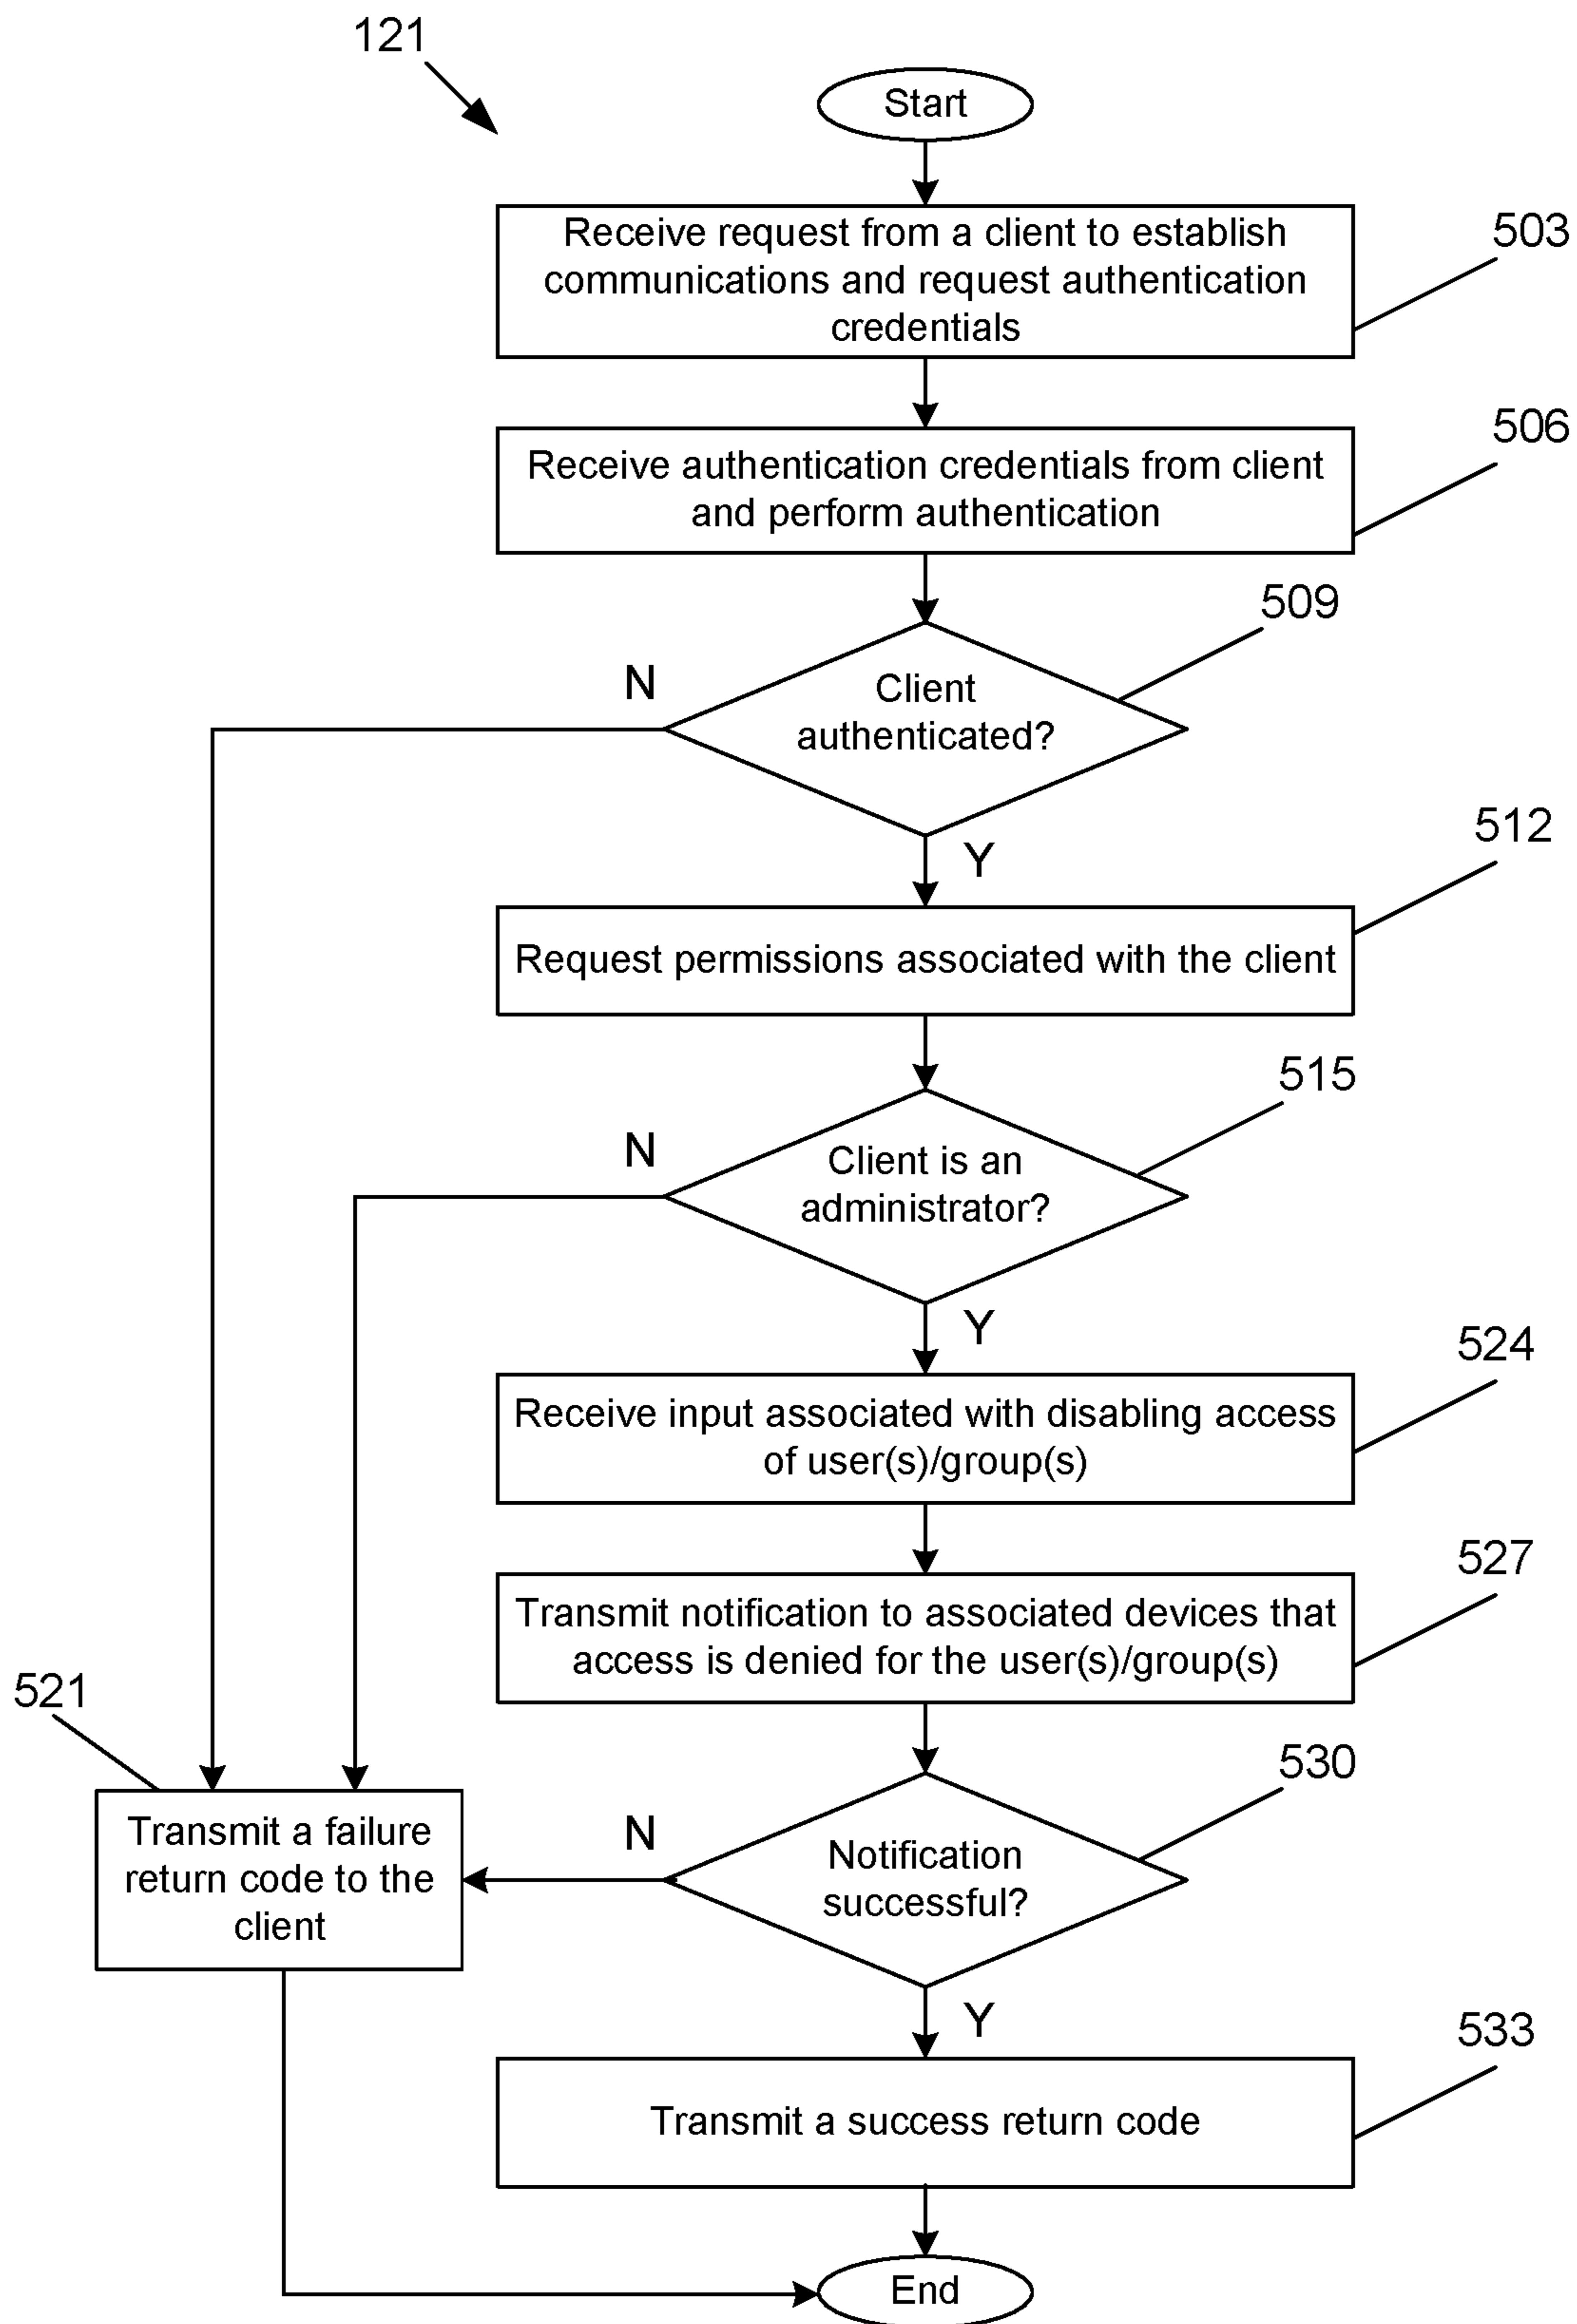 121
Start
Receive request from a client to establish
communications and request authentication
credentials
503
Receive authentication credentials from client
and perform authentication
506
509
N
Client
authenticated?
Y
512
Request permissions associated with the client
515
N
Client is an
administrator?
Y
524
Receive input associated with disabling access
of user(s)/group(s)
527
Transmit notification to associated devices that
access is denied for the user(s)/group(s)
521
530
Transmit a failure
return code to the
client
N
Notification
successful?
Y
533
Transmit a success return code
End